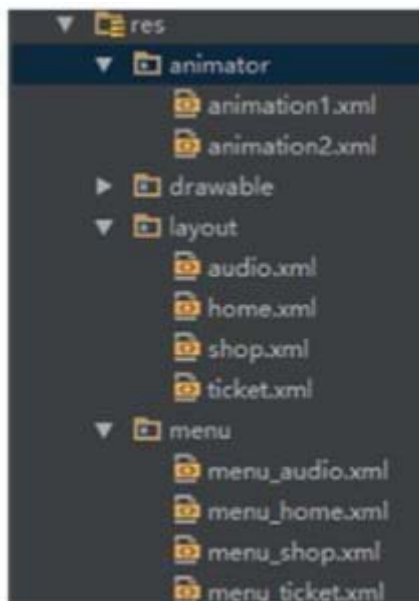 res
animator
animation1.xml
animation2.xml
drawable
layout
audio.xml
home.xml
shop.xml
ticket.xml
menu
menu_audio.xml
menu_home.xml
menu_shop.xml
menu_ticket.xml